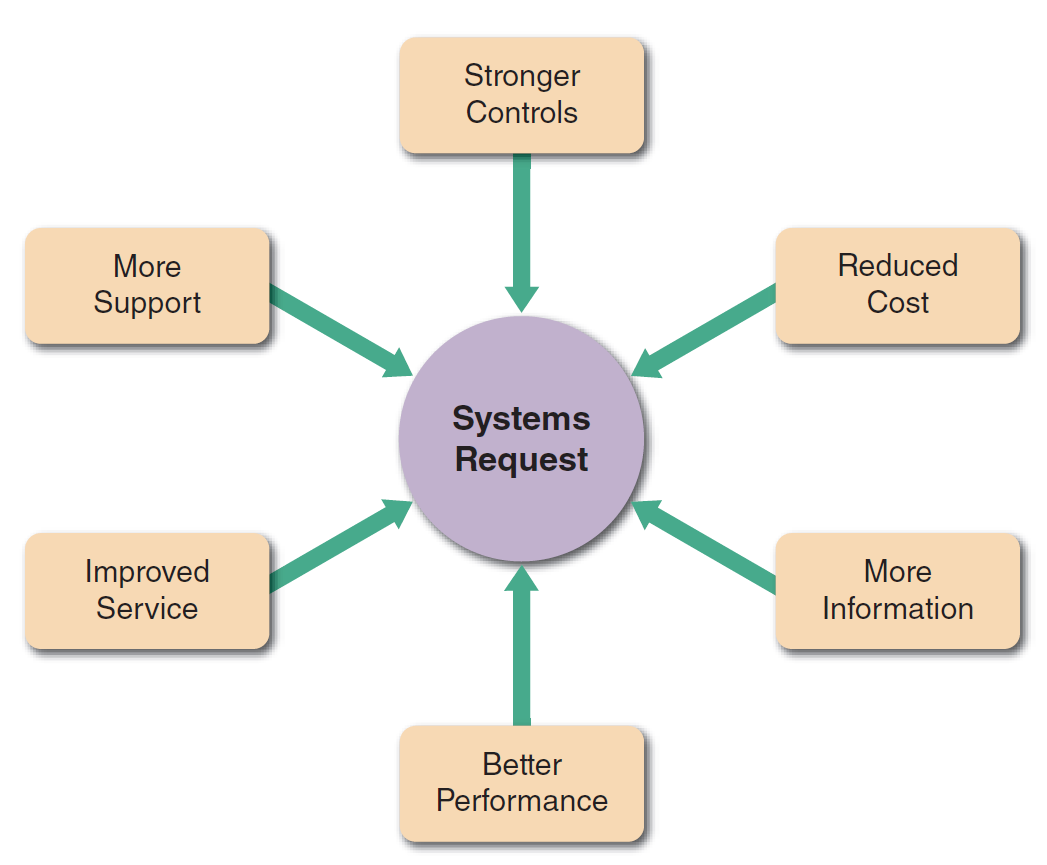 Stronger
Controls
More
Support
Reduced
Cost
Systems
Request
Improved
Service
More
Information
Better
Performance